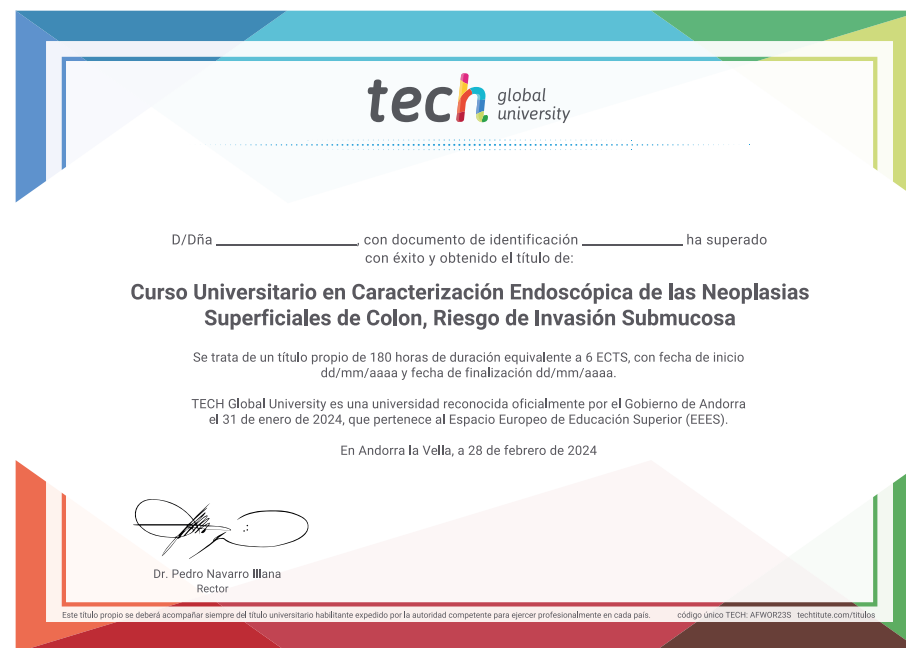 tech global university
D/Dña ____________________, con documento de identificación ______________ ha superado
con éxito y obtenido el título de:
Curso Universitario en Caracterización Endoscópica de las Neoplasias
Superficiales de Colon, Riesgo de Invasión Submucosa
Se trata de un título propio de 180 horas de duración equivalente a 6 ECTS, con fecha de inicio
dd/mm/aaaa y fecha de finalización dd/mm/aaaa.
TECH Global University es una universidad reconocida oficialmente por el Gobierno de Andorra
el 31 de enero de 2024, que pertenece al Espacio Europeo de Educación Superior (EEES).
En Andorra la Vella, a 28 de febrero de 2024
Dr. Pedro Navarro Illana
Rector
Este título propio se deberá acompañar siempre del título universitario habilitante expedido por la autoridad competente para ejercer profesionalmente en cada país. código único TECH: AFWOR23S techtitute.com/titulos